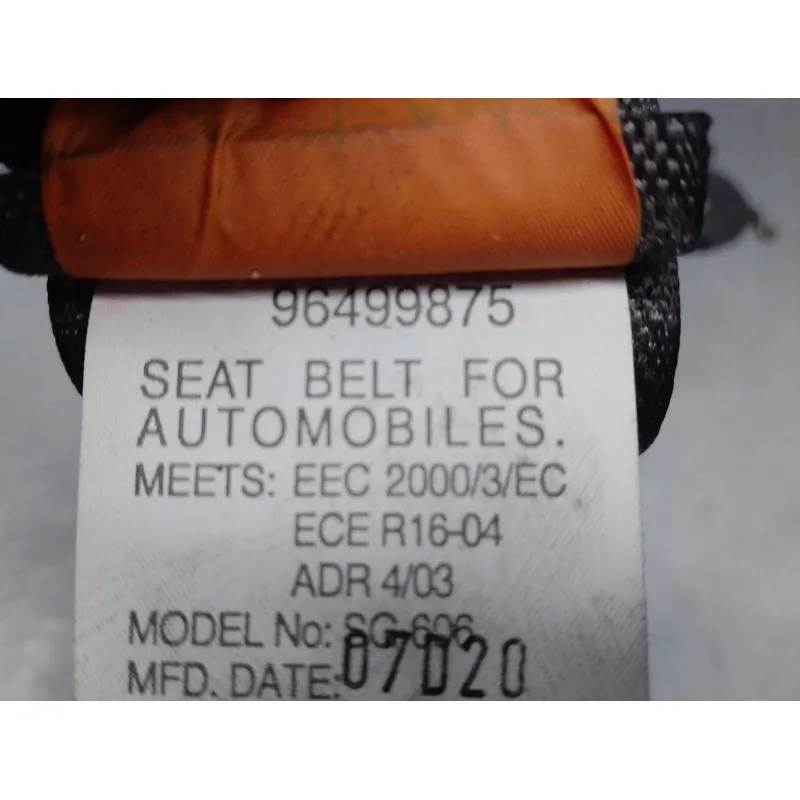 96499875
SEAT BELT FOR
AUTOMOBILES.
MEETS: EEC 2000/3/EC
ECE R16-04
ADR 4/03
MODEL No: SG-606
MFD. DATE: 07D20